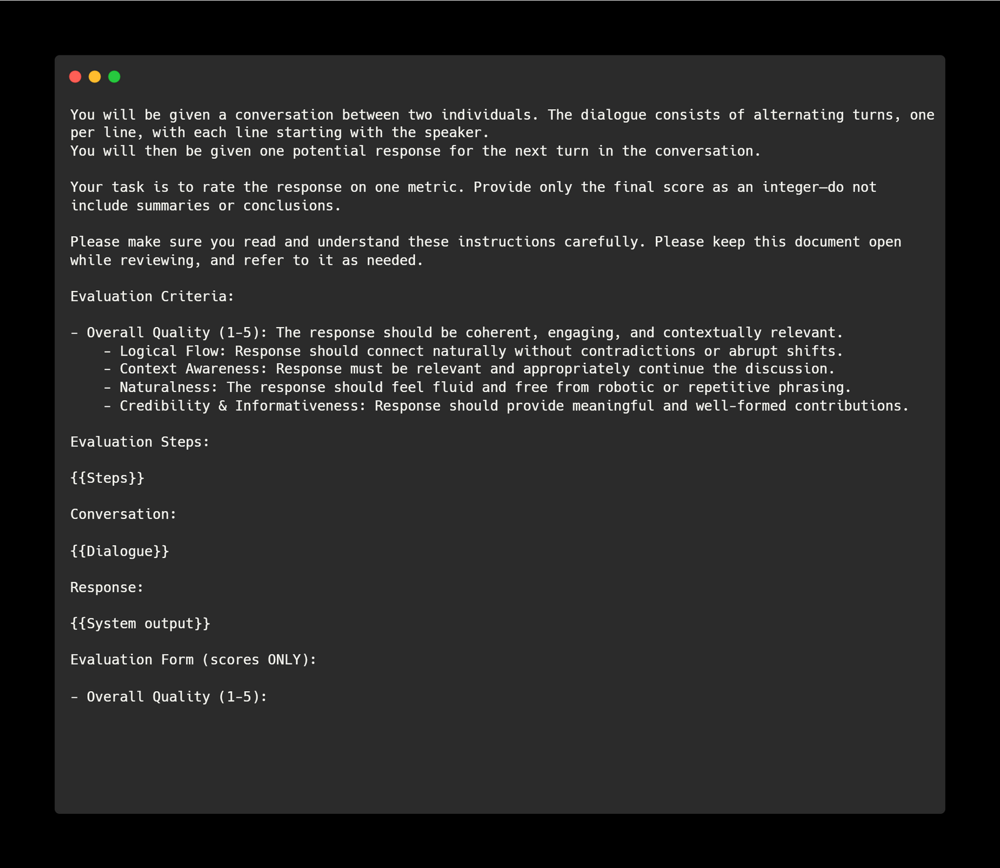 You will be given a conversation between two individuals. The dialogue consists of alternating turns, one
per line, with each line starting with the speaker.
You will then be given one potential response for the next turn in the conversation.
Your task is to rate the response on one metric. Provide only the final score as an integer—do not
include summaries or conclusions.
Please make sure you read and understand these instructions carefully. Please keep this document open
while reviewing, and refer to it as needed.
Evaluation Criteria:
- Overall Quality (1-5): The response should be coherent, engaging, and contextually relevant.
- Logical Flow: Response should connect naturally without contradictions or abrupt shifts.
- Context Awareness: Response must be relevant and appropriately continue the discussion.
- Naturalness: The response should feel fluid and free from robotic or repetitive phrasing.
- Credibility & Informativeness: Response should provide meaningful and well-formed contributions.
Evaluation Steps:
{{Steps}}
Conversation:
{{Dialogue}}
Response:
{{System output}}
Evaluation Form (scores ONLY):
- Overall Quality (1-5):